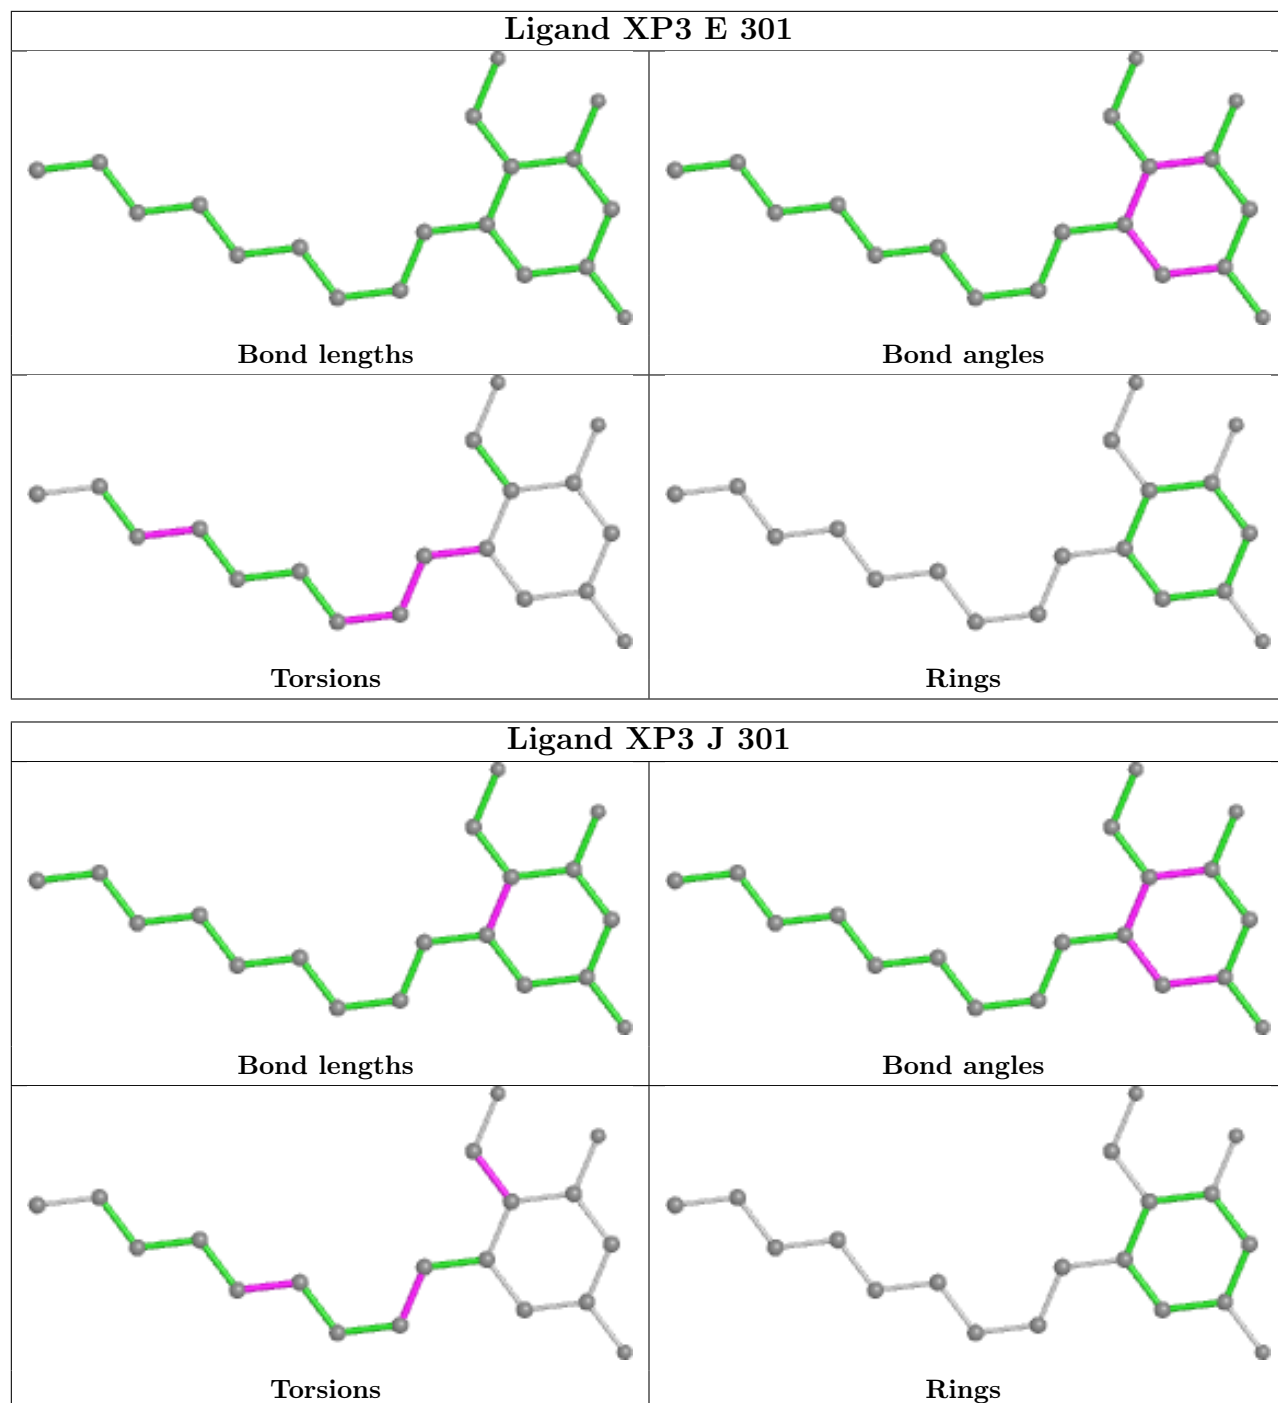 Ligand XP3 E 301
Bond lengths
Bond angles
Torsions
Rings
Ligand XP3 J 301
Bond lengths
Bond angles
Torsions
Rings